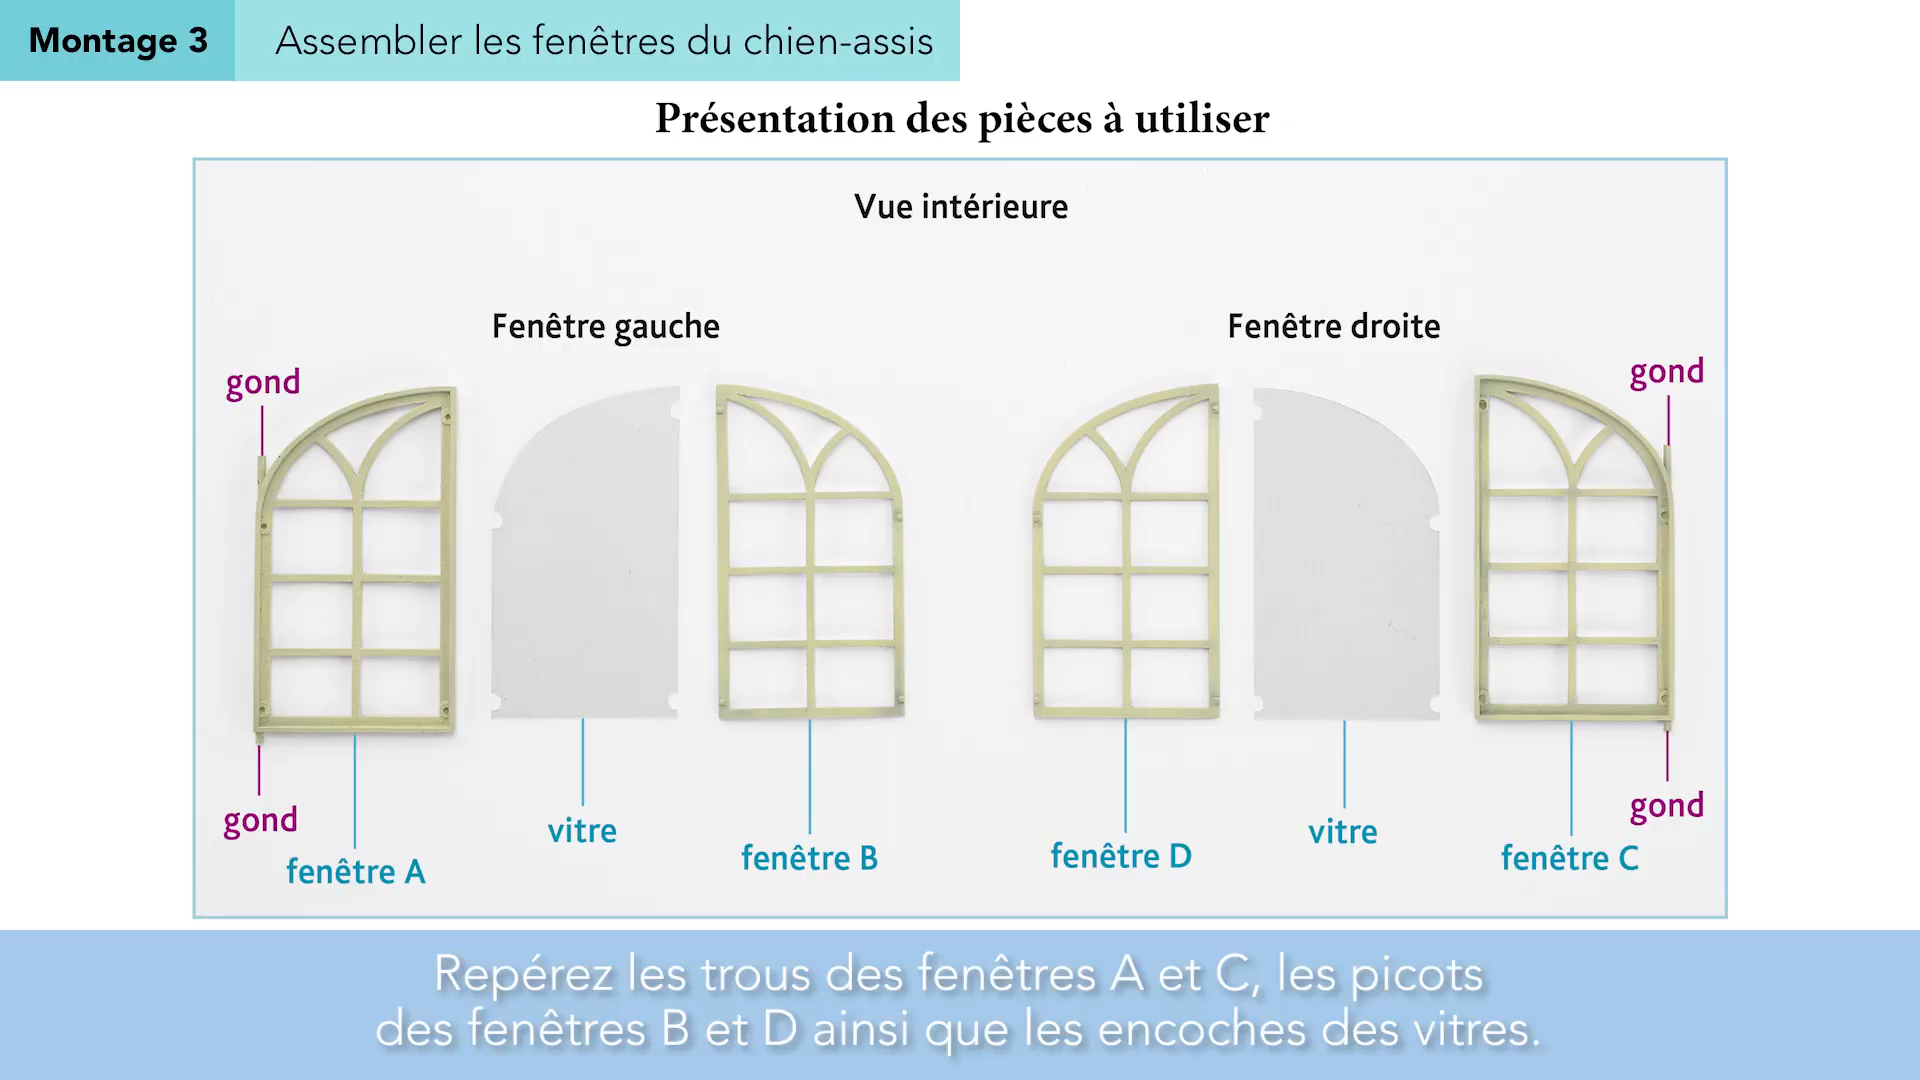 Montage 3
Assembler les fenêtres du chien-assis
Présentation des pièces à utiliser
Vue intérieure
Fenêtre gauche
Fenêtre droite
gond
gond
gond
vitre
fenêtre B
fenêtre A
fenêtre D
vitre
fenêtre C
gond
Repérez les trous des fenêtres A et C, les picots
des fenêtres B et D ainsi que les encoches des vitres.